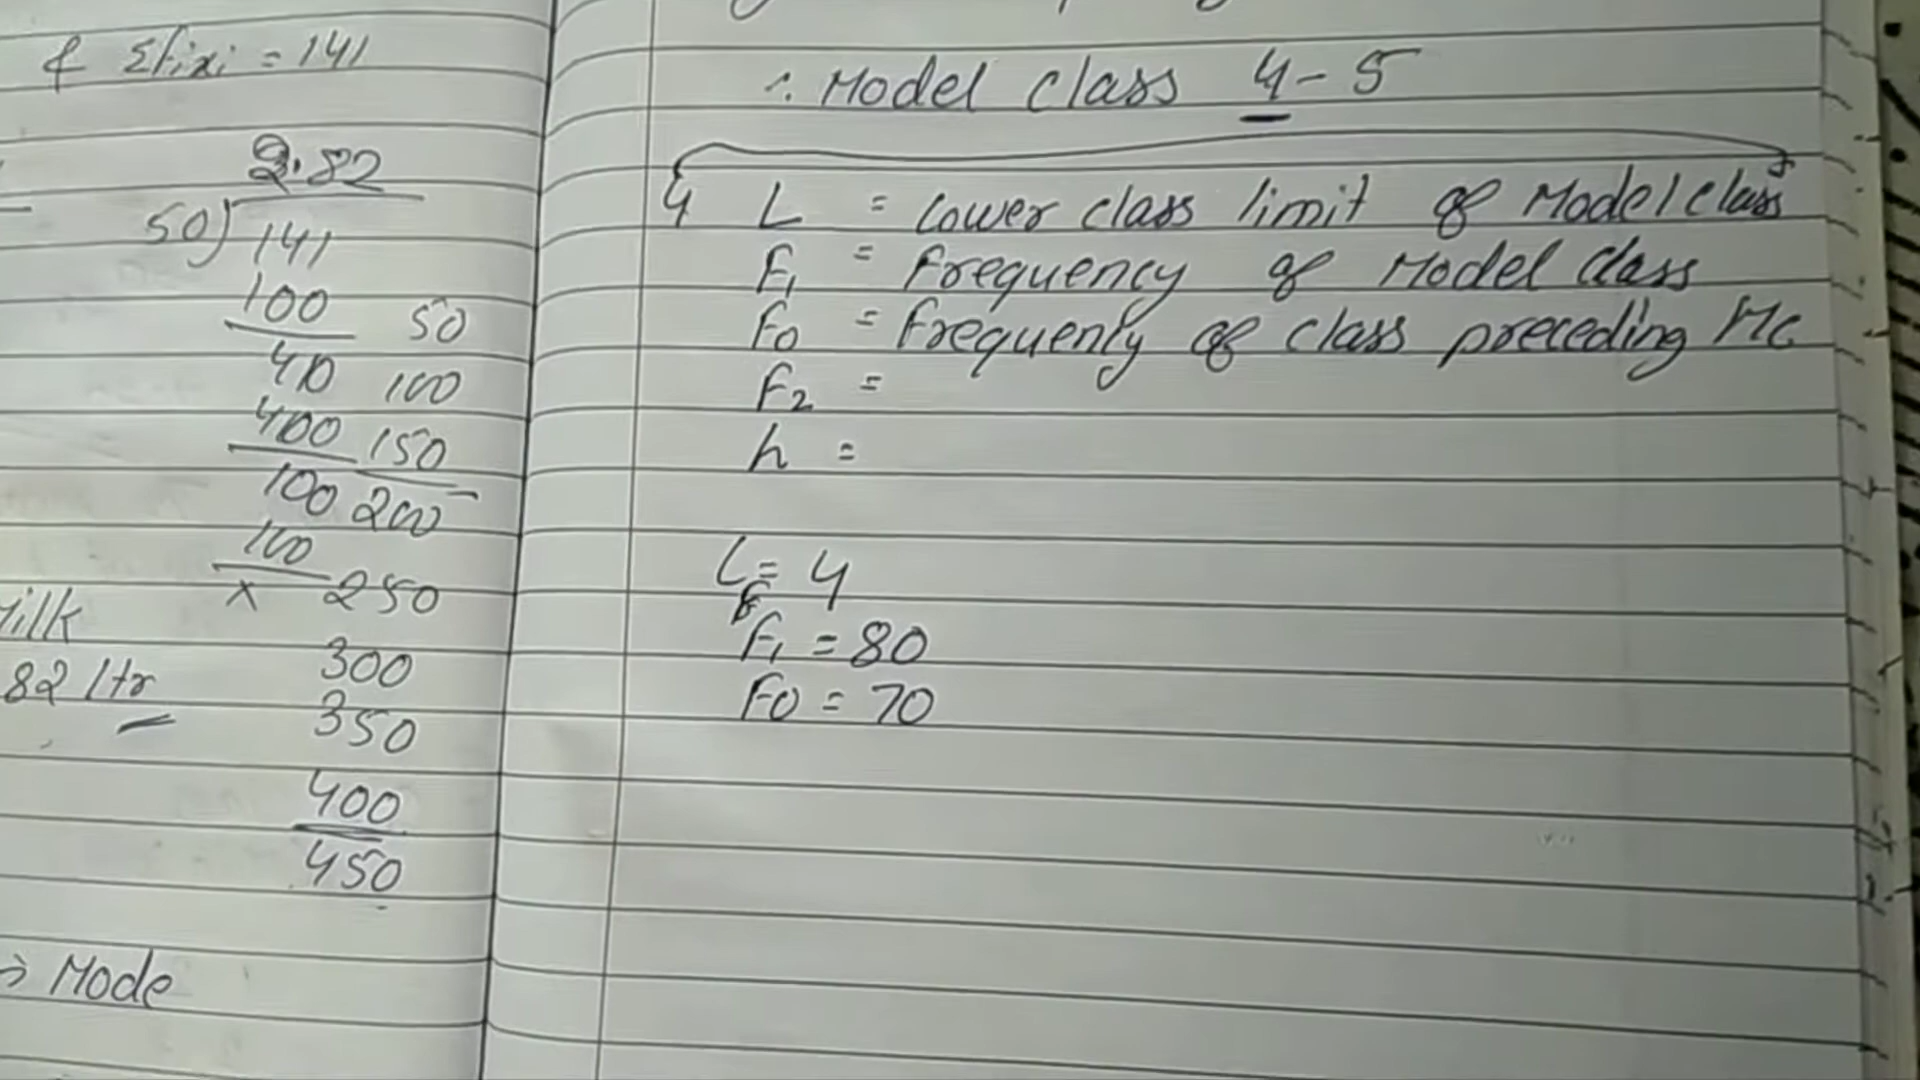 & Σfixi = 141
2.82
50)141
100 50
410 100
400 150
100 200
100
x 250
300
82 ltr
350
400
450
⇒ Mode
∴ Model class 4-5
4 L = Lower class limit of Model class
F1 = Frequency of Model class
F0 = Frequenly of class preceding Mc
F2 =
h =
L = 4
F1 = 80
F0 = 70